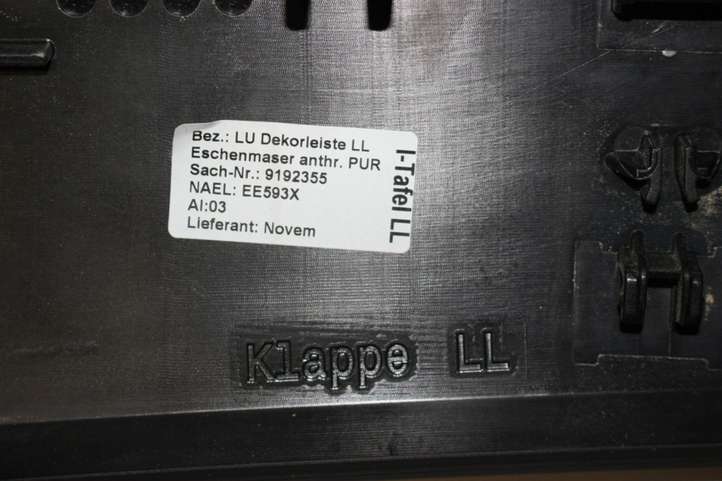 Bez.: LU Dekorleiste LL
Eschenmaser anthr. PUR
Sach-Nr.: 9192355
NAEL: EE593X
AI:03
Lieferant: Novem
I-Tafel LL
Klappe LL